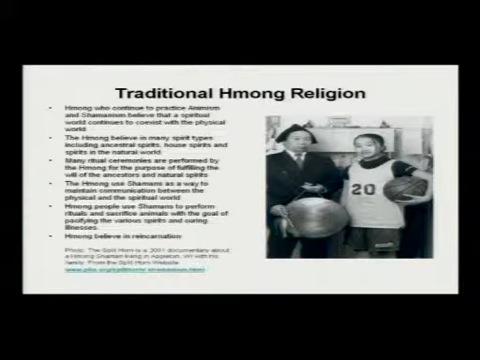 Traditional Hmong Religion
• Hmong who continue to practice Animism
and Shamanism believe that a spiritual
world continues to coexist with the physical
world
• The Hmong believe in many spirit types
including ancestral spirits, house spirits and
spirits in the natural world.
• Many ritual ceremonies are performed by
the Hmong for the purpose of fulfilling the
will of the ancestors and natural spirits
• The Hmong use Shamans as a way to
maintain communication between the
physical and the spiritual world
• Hmong people use Shamans to perform
rituals and sacrifice animals with the goal of
pacifying the various spirits and curing
illnesses.
• Hmong believe in reincarnation
Photo: The Split Horn is a 2001 documentary about
a Hmong Shaman living in Appleton, WI with his
family. From the Split Horn Website
20